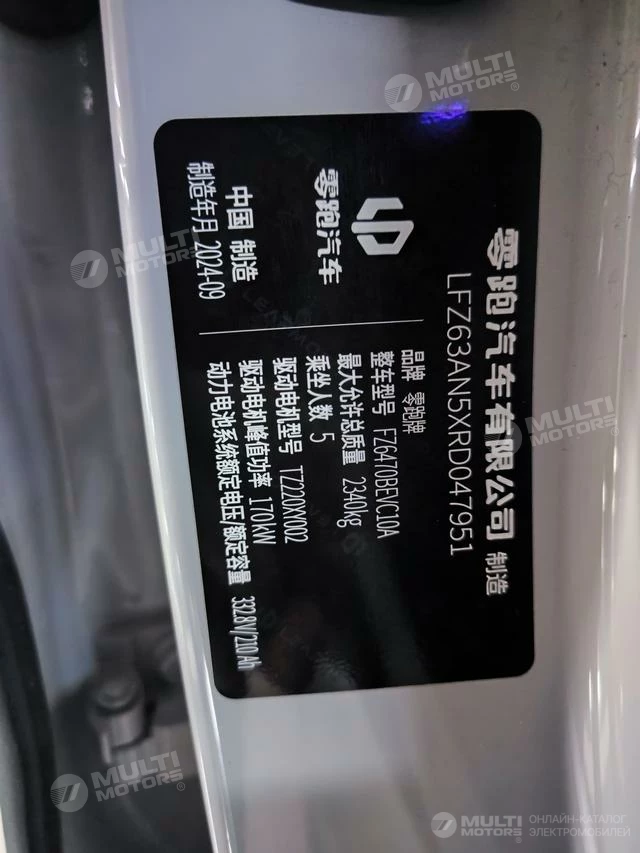 零跑汽车有限公司 制造
LFZ63AN5XRD047951
零跑汽车
中国 制造
制造年月 2024-09
品牌 零跑牌
整车型号 FZ6470BEVC10A
最大允许总质量 2340kg
乘坐人数 5
驱动电机型号 TZ220XY002
驱动电机峰值功率 170kW
动力电池系统额定电压/额定容量 332.8V/210Ah
MULTI
MOTORS
MULTI
MOTORS
MULTI
MOTORS
MULTI
MOTORS
MULTI
MOTORS
ОНЛАЙН-КАТАЛОГ
ЭЛЕКТРОМОБИЛЕЙ